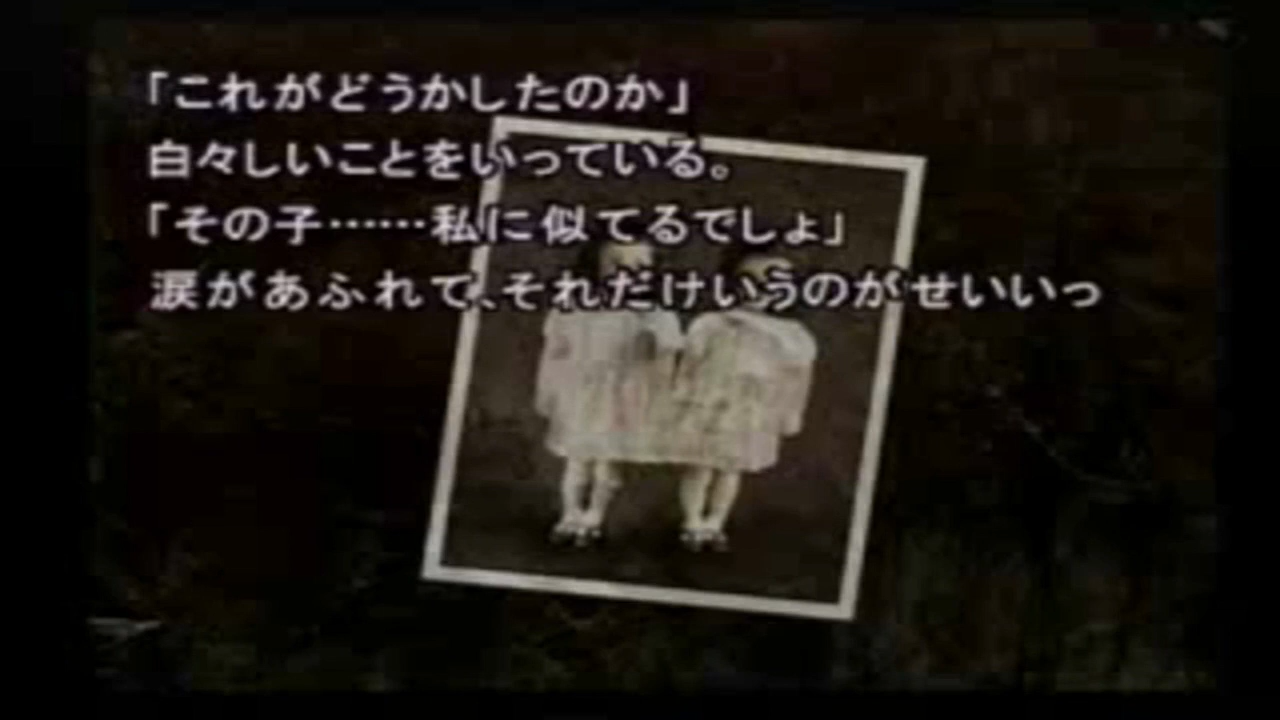 「これがどうかしたのか」
白々しいことをいっている。
「その子……私に似てるでしょ」
涙があふれて、それだけいうのがせいいっ